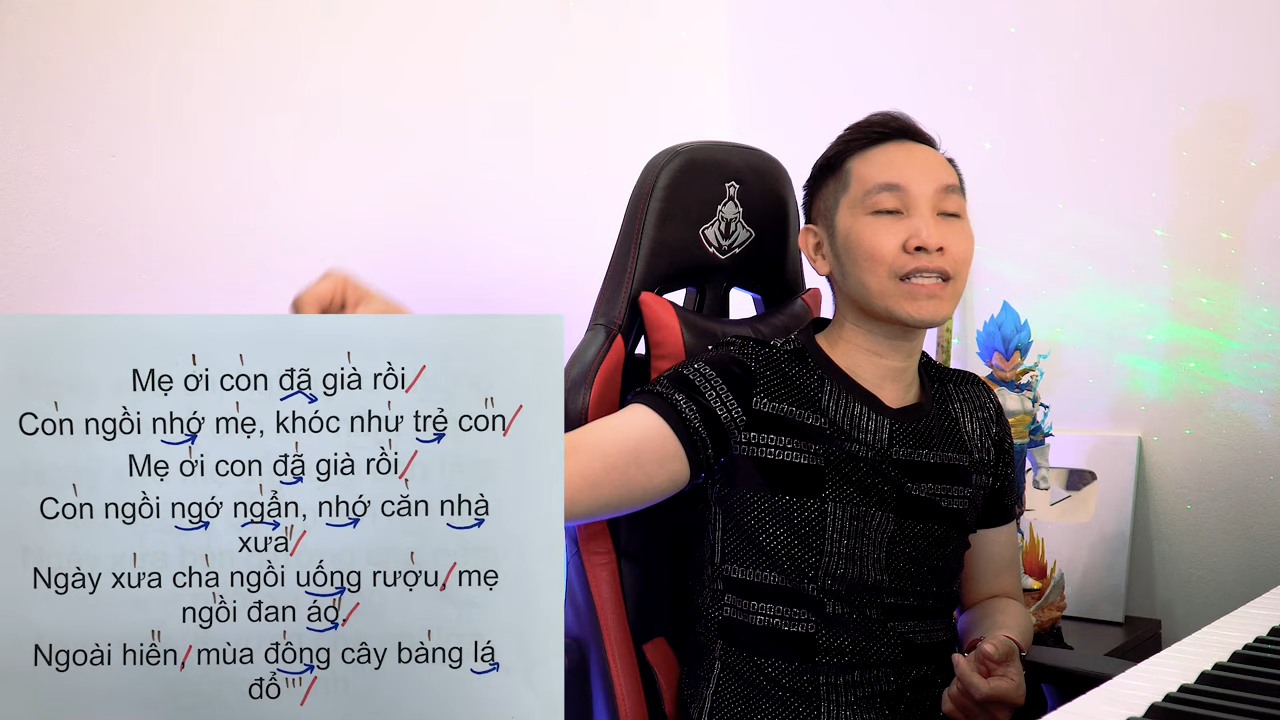 Mẹ ơi con đã già rồi
Con ngồi nhớ mẹ, khóc như trẻ con
Mẹ ơi con đã già rồi
Con ngồi ngớ ngẩn, nhớ căn nhà
xưa
Ngày xưa cha ngồi uống rượu, mẹ
ngồi đan áo
Ngoài hiên, mùa đông cây bàng lá
đổ